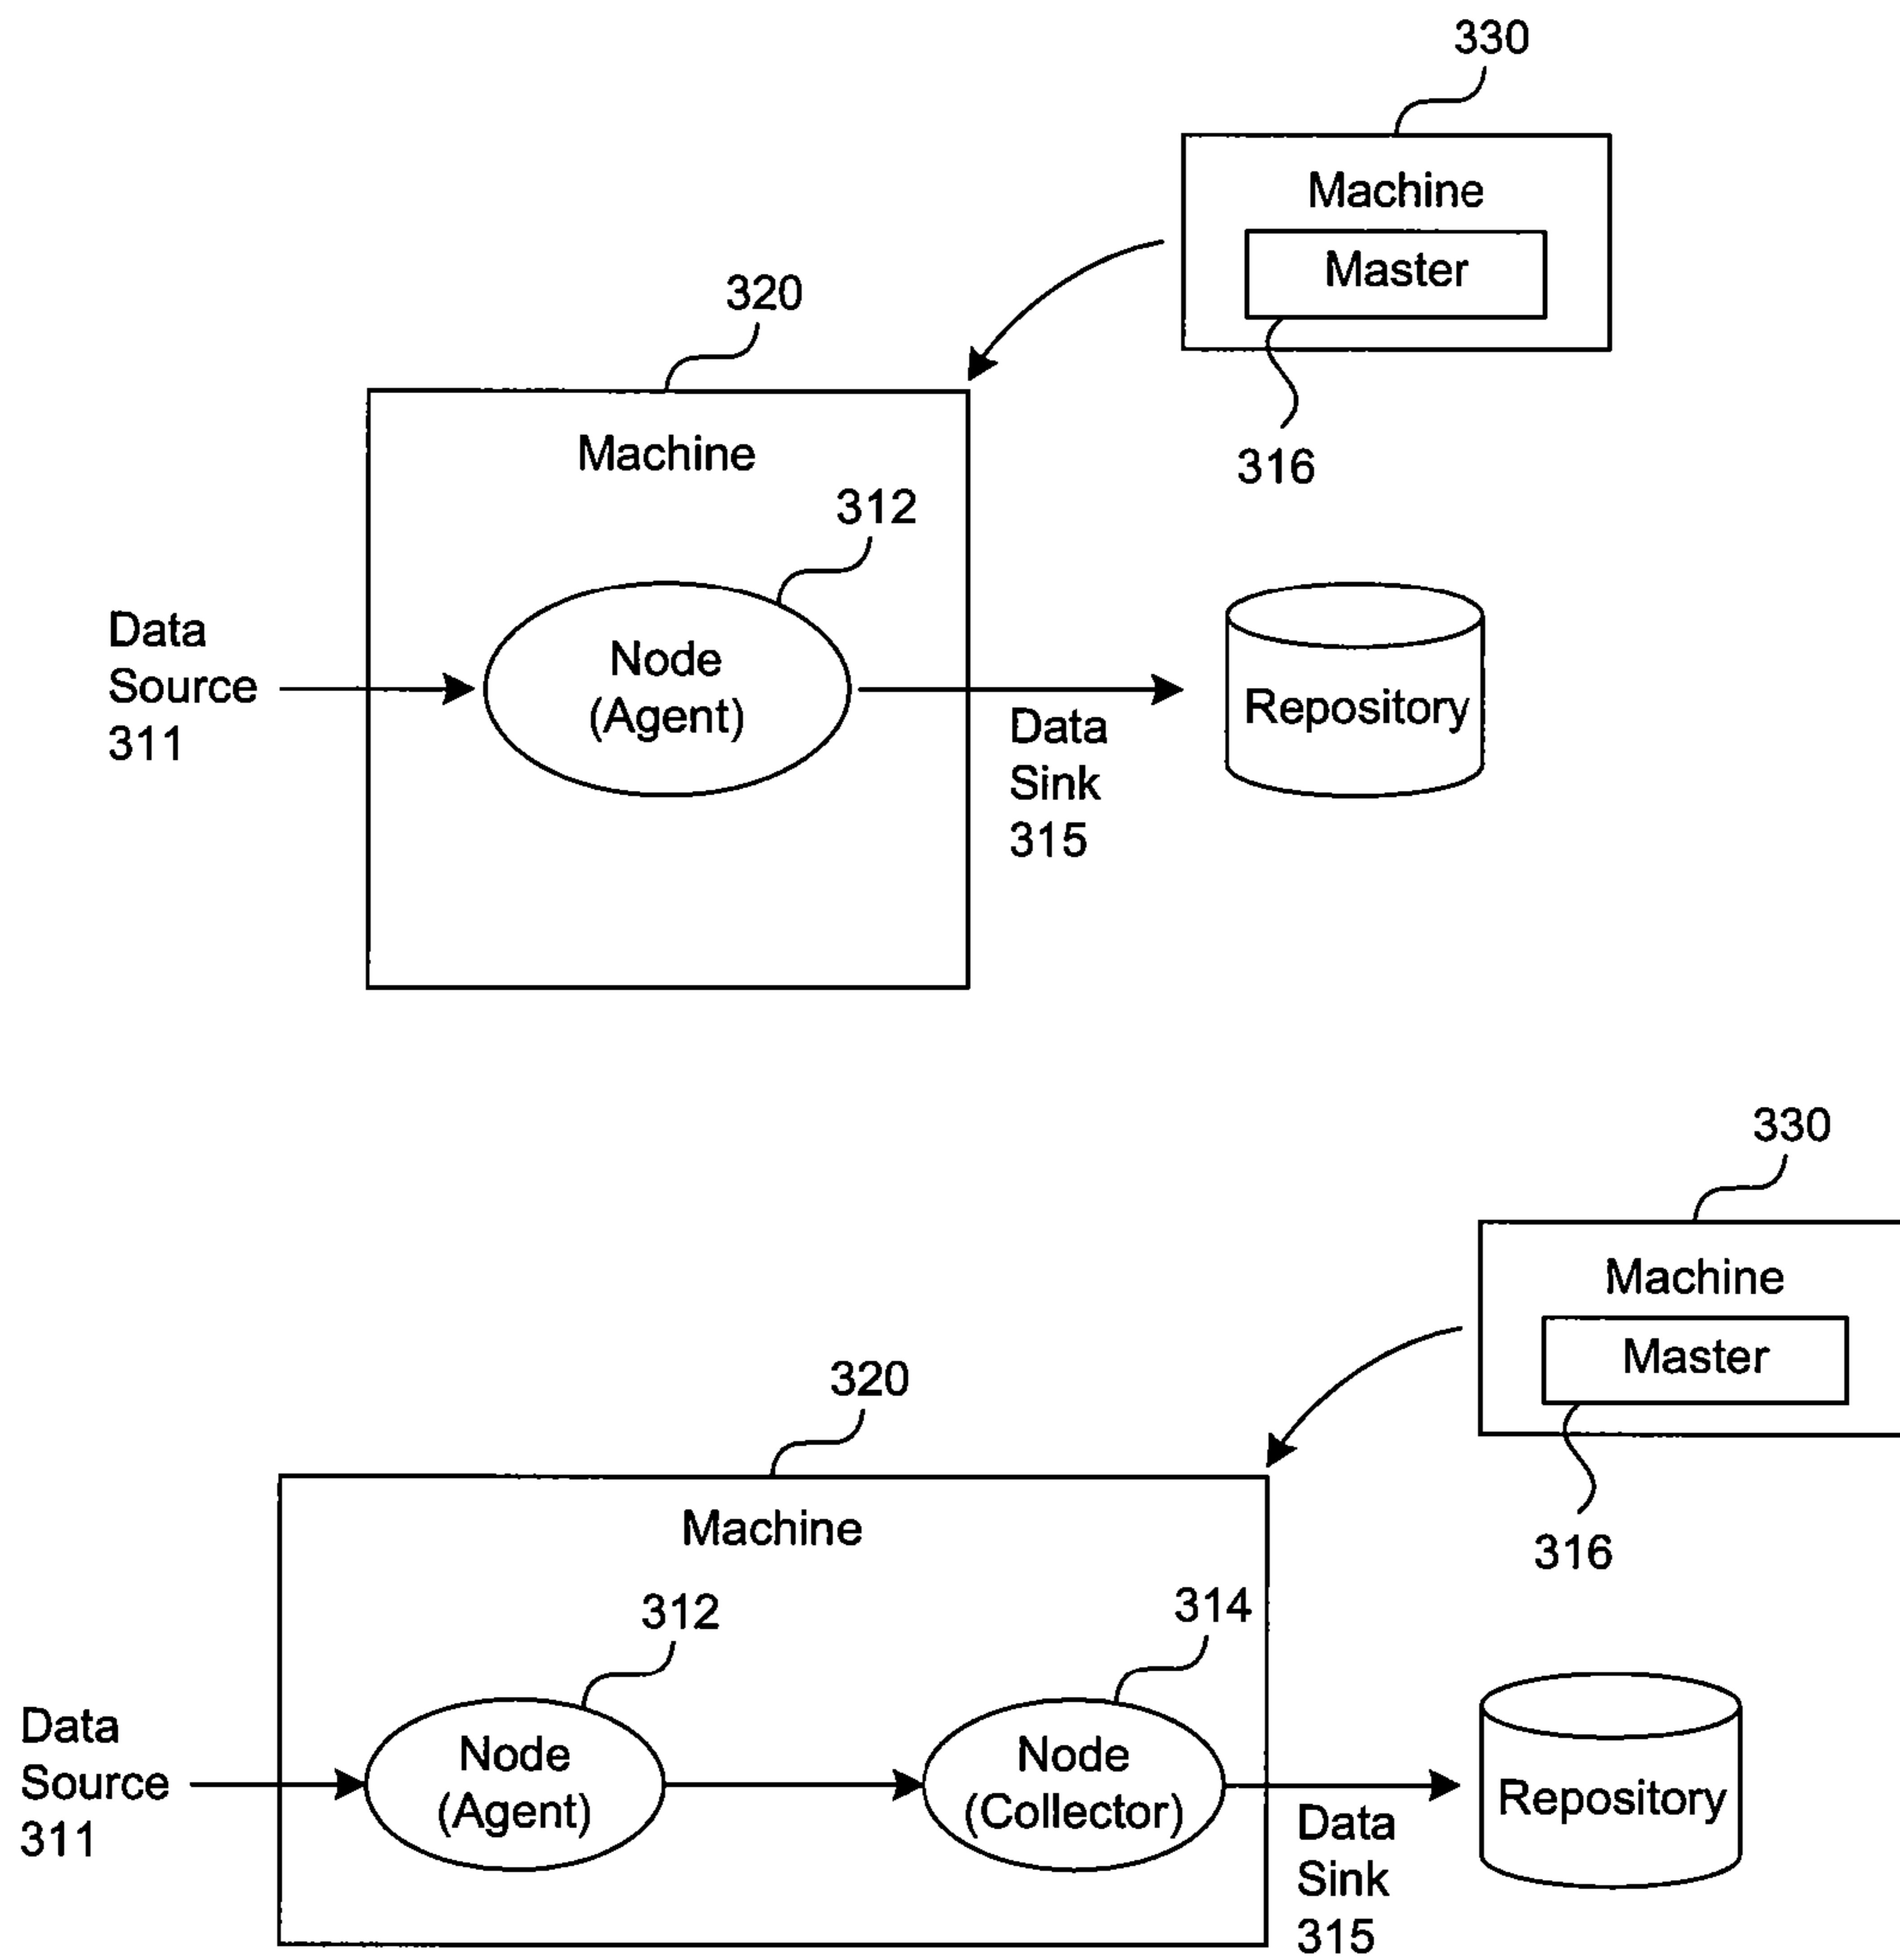 330
Machine
Master
320
316
Machine
312
Data
Source
311
Node
(Agent)
Data
Sink
315
Repository
330
Machine
Master
320
316
Machine
312
314
Data
Source
311
Node
(Agent)
Node
(Collector)
Data
Sink
315
Repository